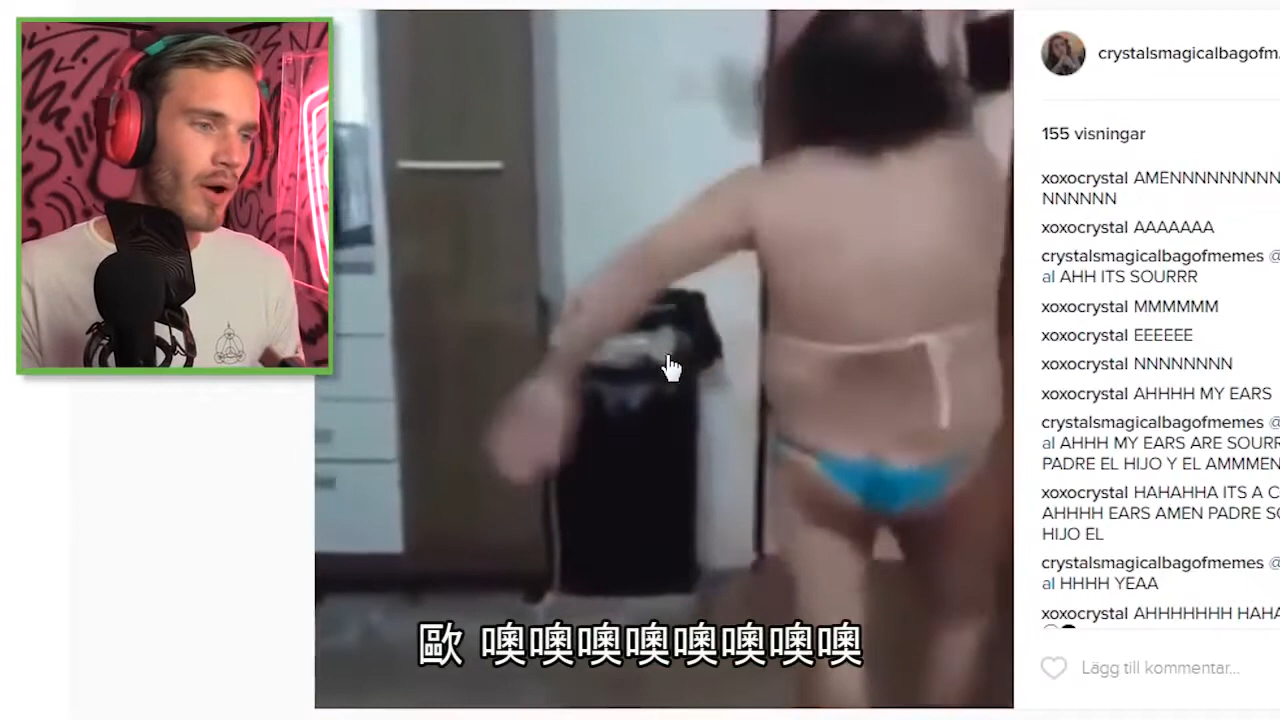 crystalsmagicalbagofm.
155 visningar
xoxocrystal AMENNNNNNNNN
NNNNNN
xoxocrystal AAAAAAA
crystalsmagicalbagofmemes @
al AHH ITS SOURRR
xoxocrystal MMMMMM
xoxocrystal EEEEEE
xoxocrystal NNNNNNNN
xoxocrystal AHHHH MY EARS
crystalsmagicalbagofmemes @
al AHHH MY EARS ARE SOURR
PADRE EL HIJO Y EL AMMMEN
xoxocrystal HAHAHHA ITS A C
AHHHH EARS AMEN PADRE SO
HIJO EL
crystalsmagicalbagofmemes @
al HHHH YEAA
xoxocrystal AHHHHHHH HAHA
Lägg till kommentar...
歐 噢噢噢噢噢噢噢噢